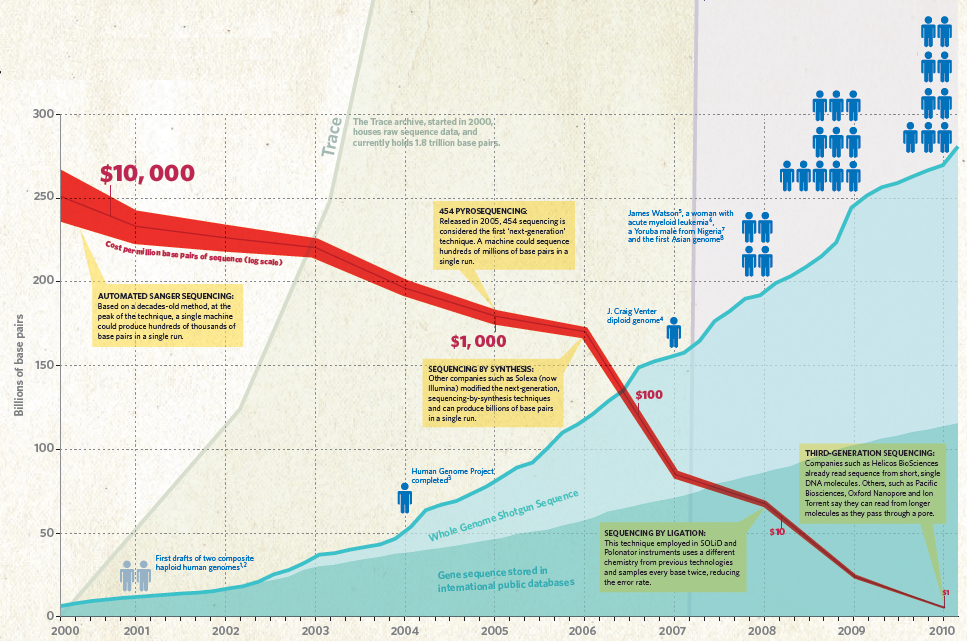 Trace
The Trace archive, started in 2000,
houses raw sequence data, and
currently holds 1.8 trillion base pairs.
300
$10,000
250
Cost per million base pairs of sequence (log scale)
454 PYROSEQUENCING:
Released in 2005, 454 sequencing is
considered the first ‘next-generation’
technique. A machine could sequence
hundreds of millions of base pairs in a
single run.
James Watson5, a woman with
acute myeloid leukemia6,
a Yoruba male from Nigeria7
and the first Asian genome8
200
AUTOMATED SANGER SEQUENCING:
Based on a decades-old method, at the
peak of the technique, a single machine
could produce hundreds of thousands of
base pairs in a single run.
J. Craig Venter
diploid genome4
$1,000
150
Billions of base pairs
SEQUENCING BY SYNTHESIS:
Other companies such as Solexa (now
Illumina) modified the next-generation,
sequencing-by-synthesis techniques
and can produce billions of base pairs
in a single run.
$100
100
Human Genome Project
completed3
THIRD-GENERATION SEQUENCING:
Companies such as Helicos BioSciences
already read sequence from short, single
DNA molecules. Others, such as Pacific
Biosciences, Oxford Nanopore and Ion
Torrent say they can read from longer
molecules as they pass through a pore.
Whole Genome Shotgun Sequence
50
$10
SEQUENCING BY LIGATION:
This technique employed in SOLiD and
Polonator instruments uses a different
chemistry from previous technologies
and samples every base twice, reducing
the error rate.
First drafts of two composite
haploid human genomes1,2
Gene sequence stored in
international public databases
$1
0
2000 2001 2002 2003 2004 2005 2006 2007 2008 2009 2010